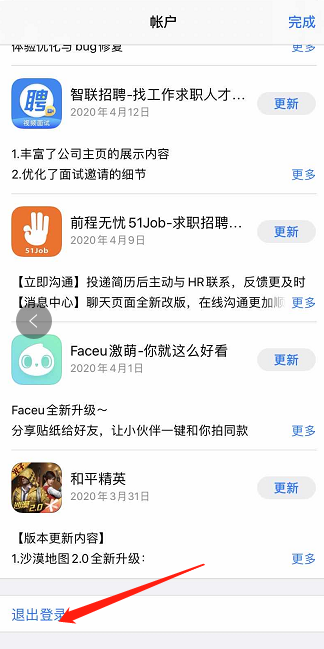 帐户
完成
体验优化与bug修复
更多
聘
视频面试
智联招聘-找工作求职人才...
2020年4月12日
更新
1.丰富了公司主页的展示内容
2.优化了面试邀请的细节
更多
51Job
前程无忧51Job-求职招聘...
2020年4月9日
更新
【立即沟通】投递简历后主动与HR联系，反馈更及时
【消息中心】聊天页面全新改版，在线沟通更加顺
更多
Faceu激萌-你就这么好看
2020年4月1日
更新
Faceu全新升级～
分享贴纸给好友，让小伙伴一键和你拍同款
更多
2.0
和平精英
2020年3月31日
更新
【版本更新内容】
1.沙漠地图2.0全新升级：
更多
退出登录